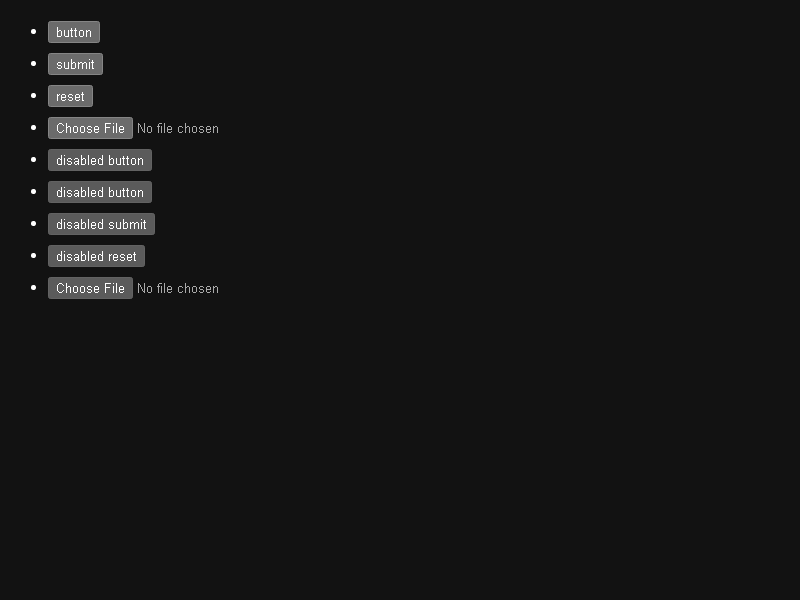 button
submit
reset
Choose File No file chosen
disabled button
disabled button
disabled submit
disabled reset
Choose File No file chosen